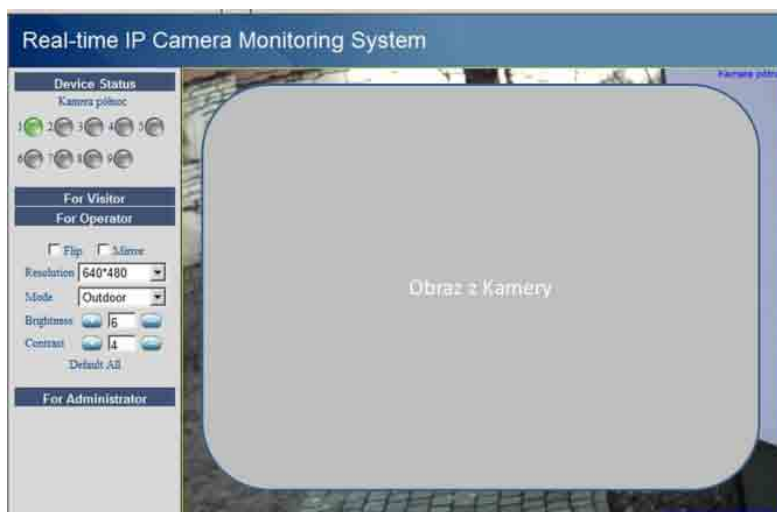 Real-time IP Camera Monitoring System
Device Status
Kamera północ
1 2 3 4 5
6 7 8 9
For Visitor
For Operator
Flip Mirror
Resolution 640*480
Mode Outdoor
Brightness 6
Contrast 4
Default All
For Administrator
Kamera półn
Obraz z Kamery